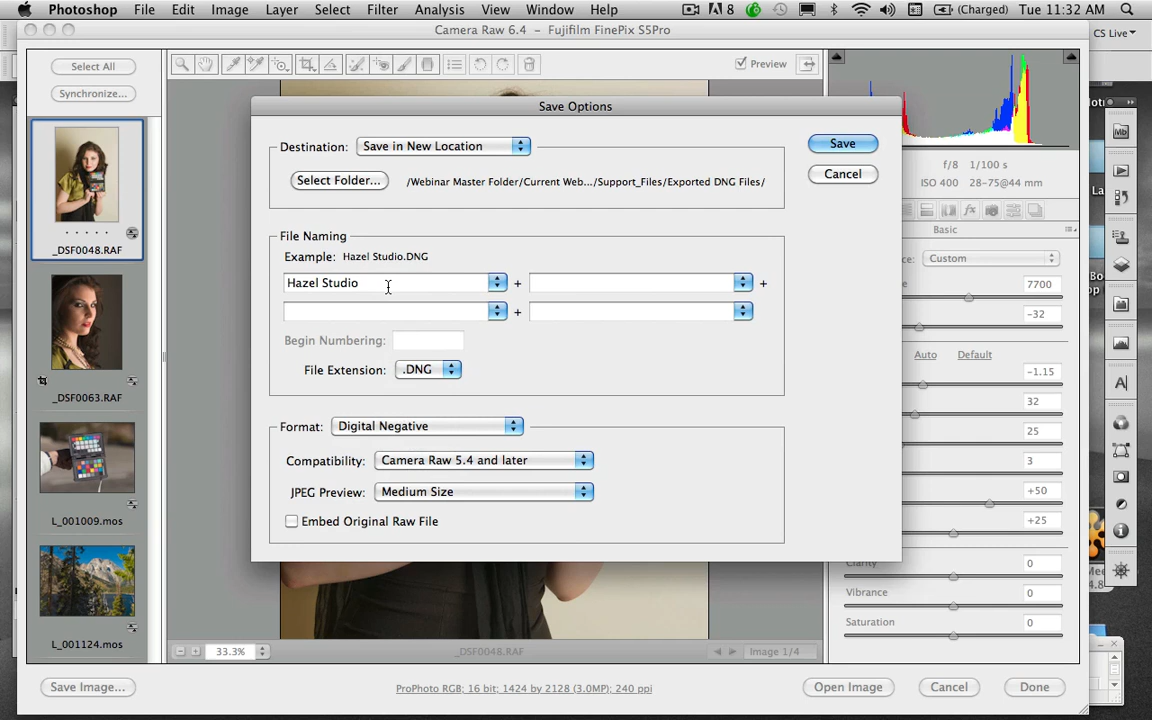 Photoshop File Edit Image Layer Select Filter Analysis View Window Help 8 (Charged) Tue 11:32 AM
Camera Raw 6.4 - Fujifilm FinePix S5Pro
CS Live
Select All
Synchronize...
Preview
Save Options
Destination: Save in New Location
Save
Select Folder... /Webinar Master Folder/Current Web.../Support_Files/Exported DNG Files/
Cancel
f/8 1/100 s
ISO 400 28-75@44 mm
Basic
File Naming
Example: Hazel Studio.DNG
Hazel Studio + +
+
Begin Numbering:
File Extension: .DNG
Format: Digital Negative
Compatibility: Camera Raw 5.4 and later
JPEG Preview: Medium Size
Embed Original Raw File
Custom
7700
-32
Auto Default
-1.15
32
25
3
+50
+25
Clarity 0
Vibrance 0
Saturation 0
_DSF0048.RAF
_DSF0063.RAF
L_001009.mos
L_001124.mos
33.3% _DSF0048.RAF Image 1/4
Save Image... ProPhoto RGB; 16 bit; 1424 by 2128 (3.0MP); 240 ppi Open Image Cancel Done
Mb
A